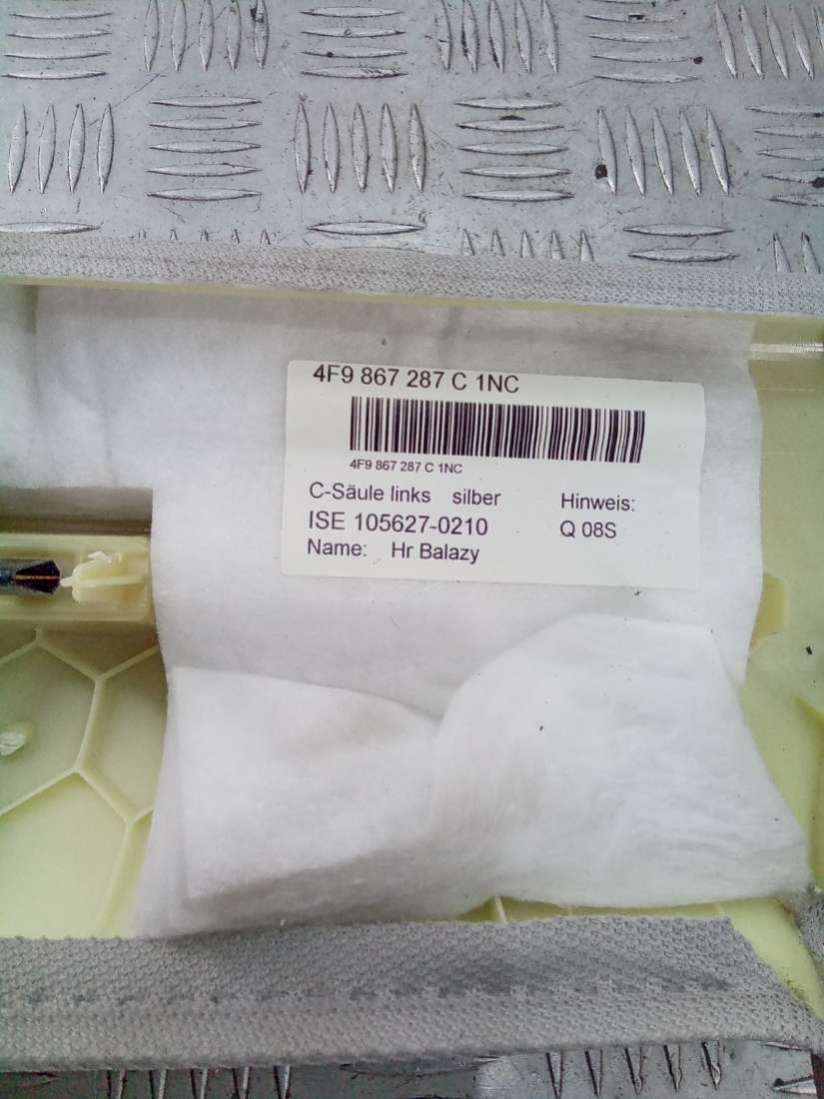 4F9 867 287 C 1NC
4F9 867 287 C 1NC
C-Säule links silber
Hinweis:
ISE 105627-0210
Q 08S
Name: Hr Balazy